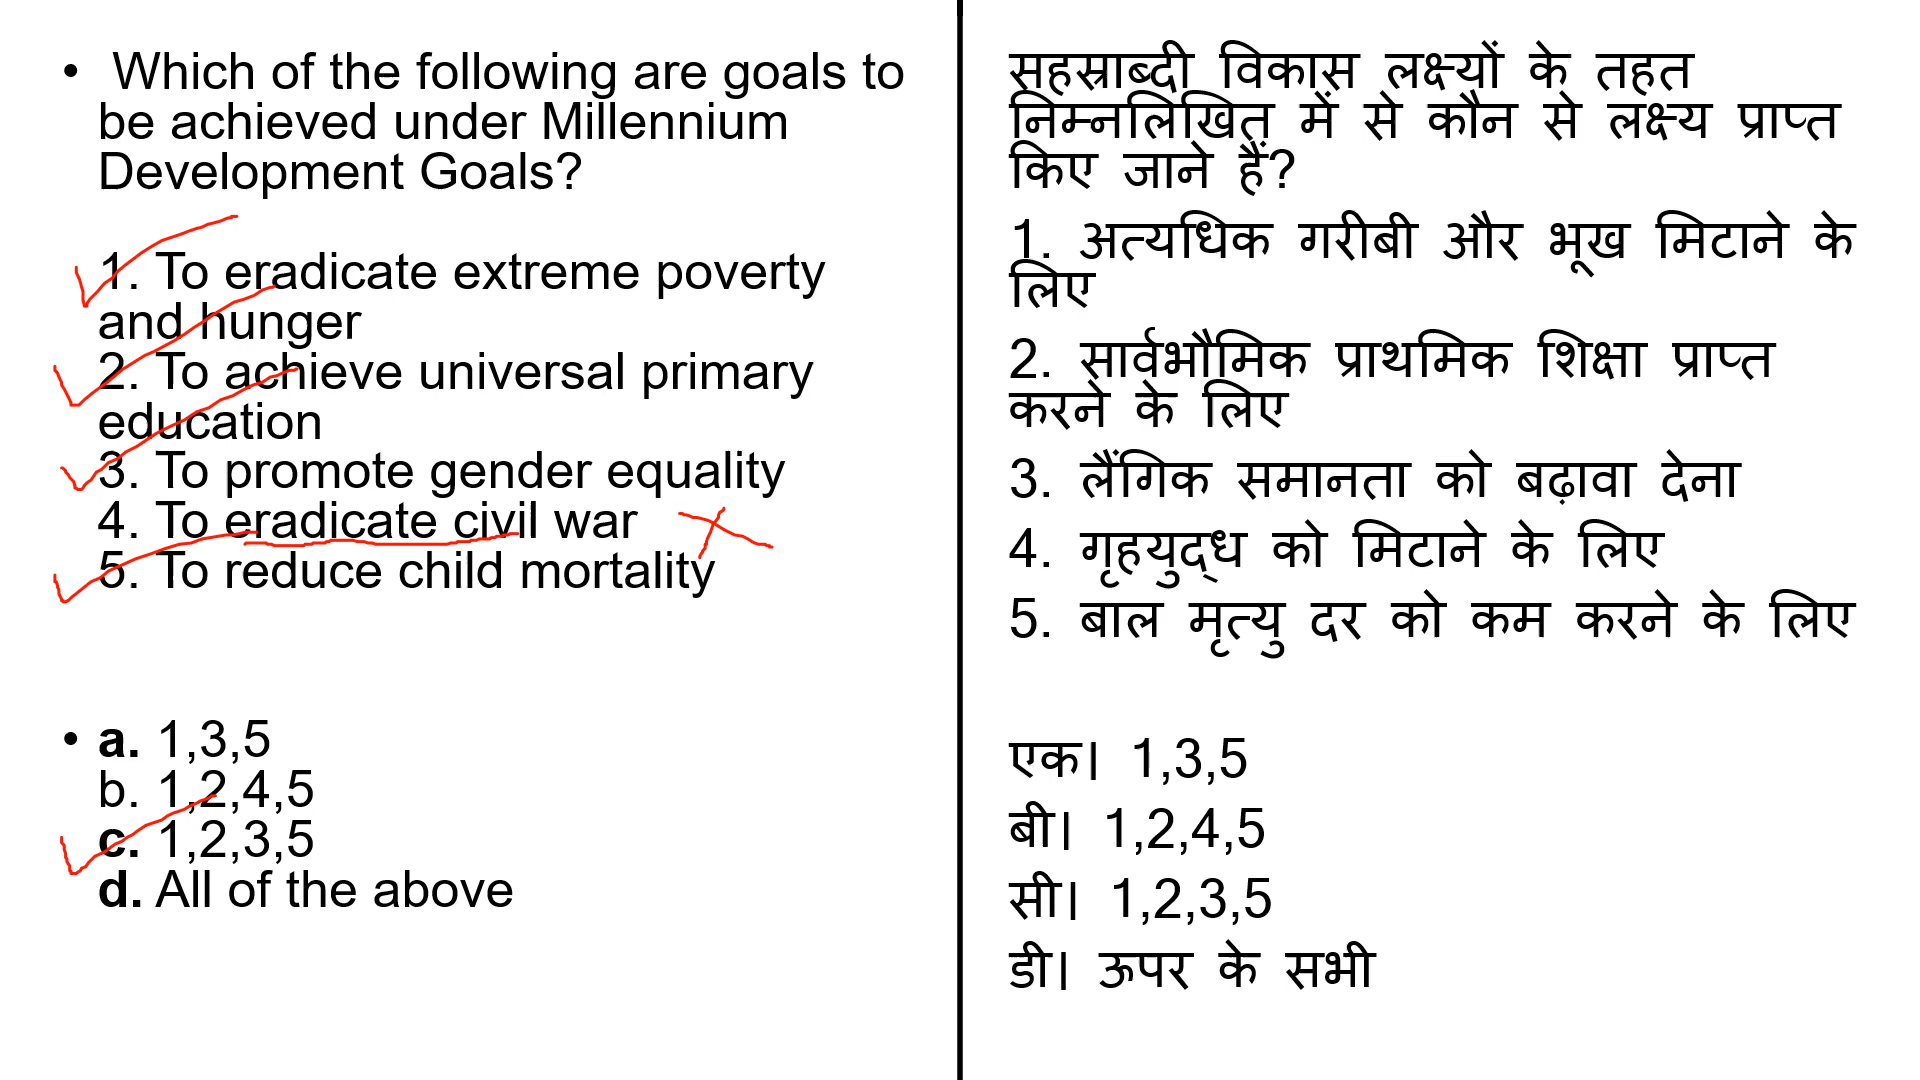 • Which of the following are goals to
be achieved under Millennium
Development Goals?
1. To eradicate extreme poverty
and hunger
2. To achieve universal primary
education
3. To promote gender equality
4. To eradicate civil war
5. To reduce child mortality
• a. 1,3,5
b. 1,2,4,5
c. 1,2,3,5
d. All of the above
सहस्राब्दी विकास लक्ष्यों के तहत
निम्नलिखित में से कौन से लक्ष्य प्राप्त
किए जाने हैं?
1. अत्यधिक गरीबी और भूख मिटाने के
लिए
2. सार्वभौमिक प्राथमिक शिक्षा प्राप्त
करने के लिए
3. लैंगिक समानता को बढ़ावा देना
4. गृहयुद्ध को मिटाने के लिए
5. बाल मृत्यु दर को कम करने के लिए
एक। 1,3,5
बी। 1,2,4,5
सी। 1,2,3,5
डी। ऊपर के सभी